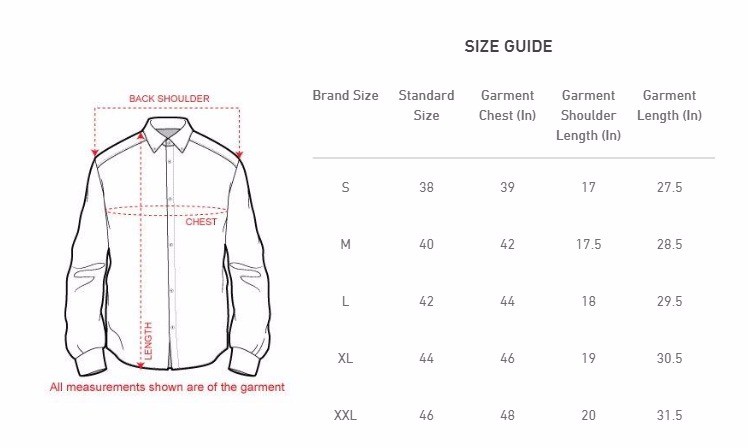 SIZE GUIDE
BACK SHOULDER
CHEST
LENGTH
All measurements shown are of the garment
Brand Size Standard Size Garment Chest (In) Garment Shoulder Length (In) Garment Length (In)
S 38 39 17 27.5
M 40 42 17.5 28.5
L 42 44 18 29.5
XL 44 46 19 30.5
XXL 46 48 20 31.5